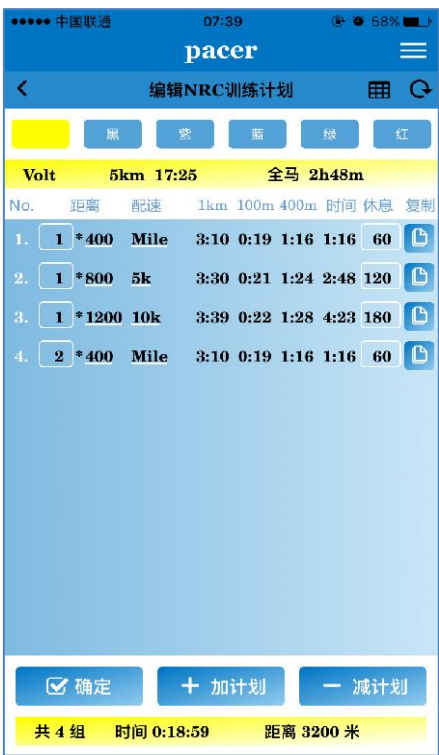 中国联通 07:39 58%
pacer
编辑NRC训练计划
黑 紫 蓝 绿 红
Volt 5km 17:25 全马 2h48m
No. 距离 配速 1km 100m 400m 时间 休息 复制
1. 1 *400 Mile 3:10 0:19 1:16 1:16 60
2. 1 *800 5k 3:30 0:21 1:24 2:48 120
3. 1 *1200 10k 3:39 0:22 1:28 4:23 180
4. 2 *400 Mile 3:10 0:19 1:16 1:16 60
确定 加计划 减计划
共 4 组 时间 0:18:59 距离 3200 米